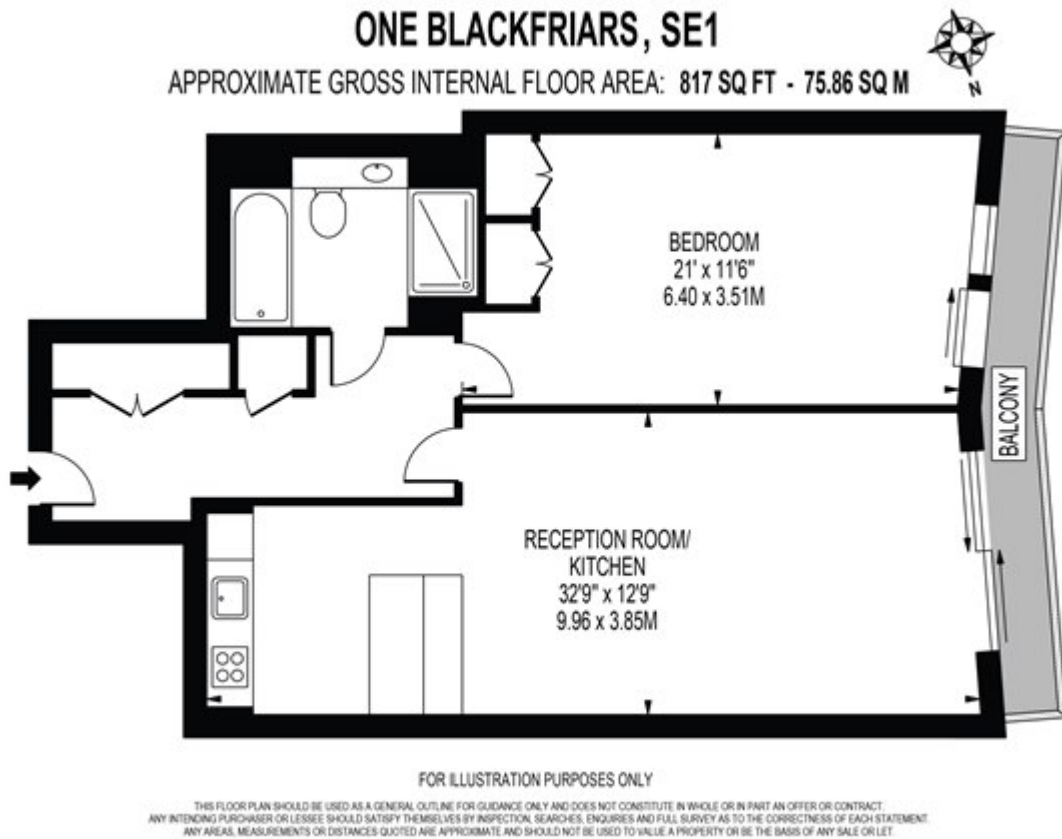 ONE BLACKFRIARS, SE1
APPROXIMATE GROSS INTERNAL FLOOR AREA: 817 SQ FT - 75.86 SQ M
N
BEDROOM
21' x 11'6"
6.40 x 3.51M
BALCONY
RECEPTION ROOM/
KITCHEN
32'9" x 12'9"
9.96 x 3.85M
FOR ILLUSTRATION PURPOSES ONLY
THIS FLOOR PLAN SHOULD BE USED AS A GENERAL OUTLINE FOR GUIDANCE ONLY AND DOES NOT CONSTITUTE IN WHOLE OR IN PART AN OFFER OR CONTRACT.
ANY INTENDING PURCHASER OR LESSEE SHOULD SATISFY THEMSELVES BY INSPECTION, SEARCHES, ENQUIRIES AND FULL SURVEY AS TO THE CORRECTNESS OF EACH STATEMENT.
ANY AREAS, MEASUREMENTS OR DISTANCES QUOTED ARE APPROXIMATE AND SHOULD NOT BE USED TO VALUE A PROPERTY OR BE THE BASIS OF ANY SALE OR LET.